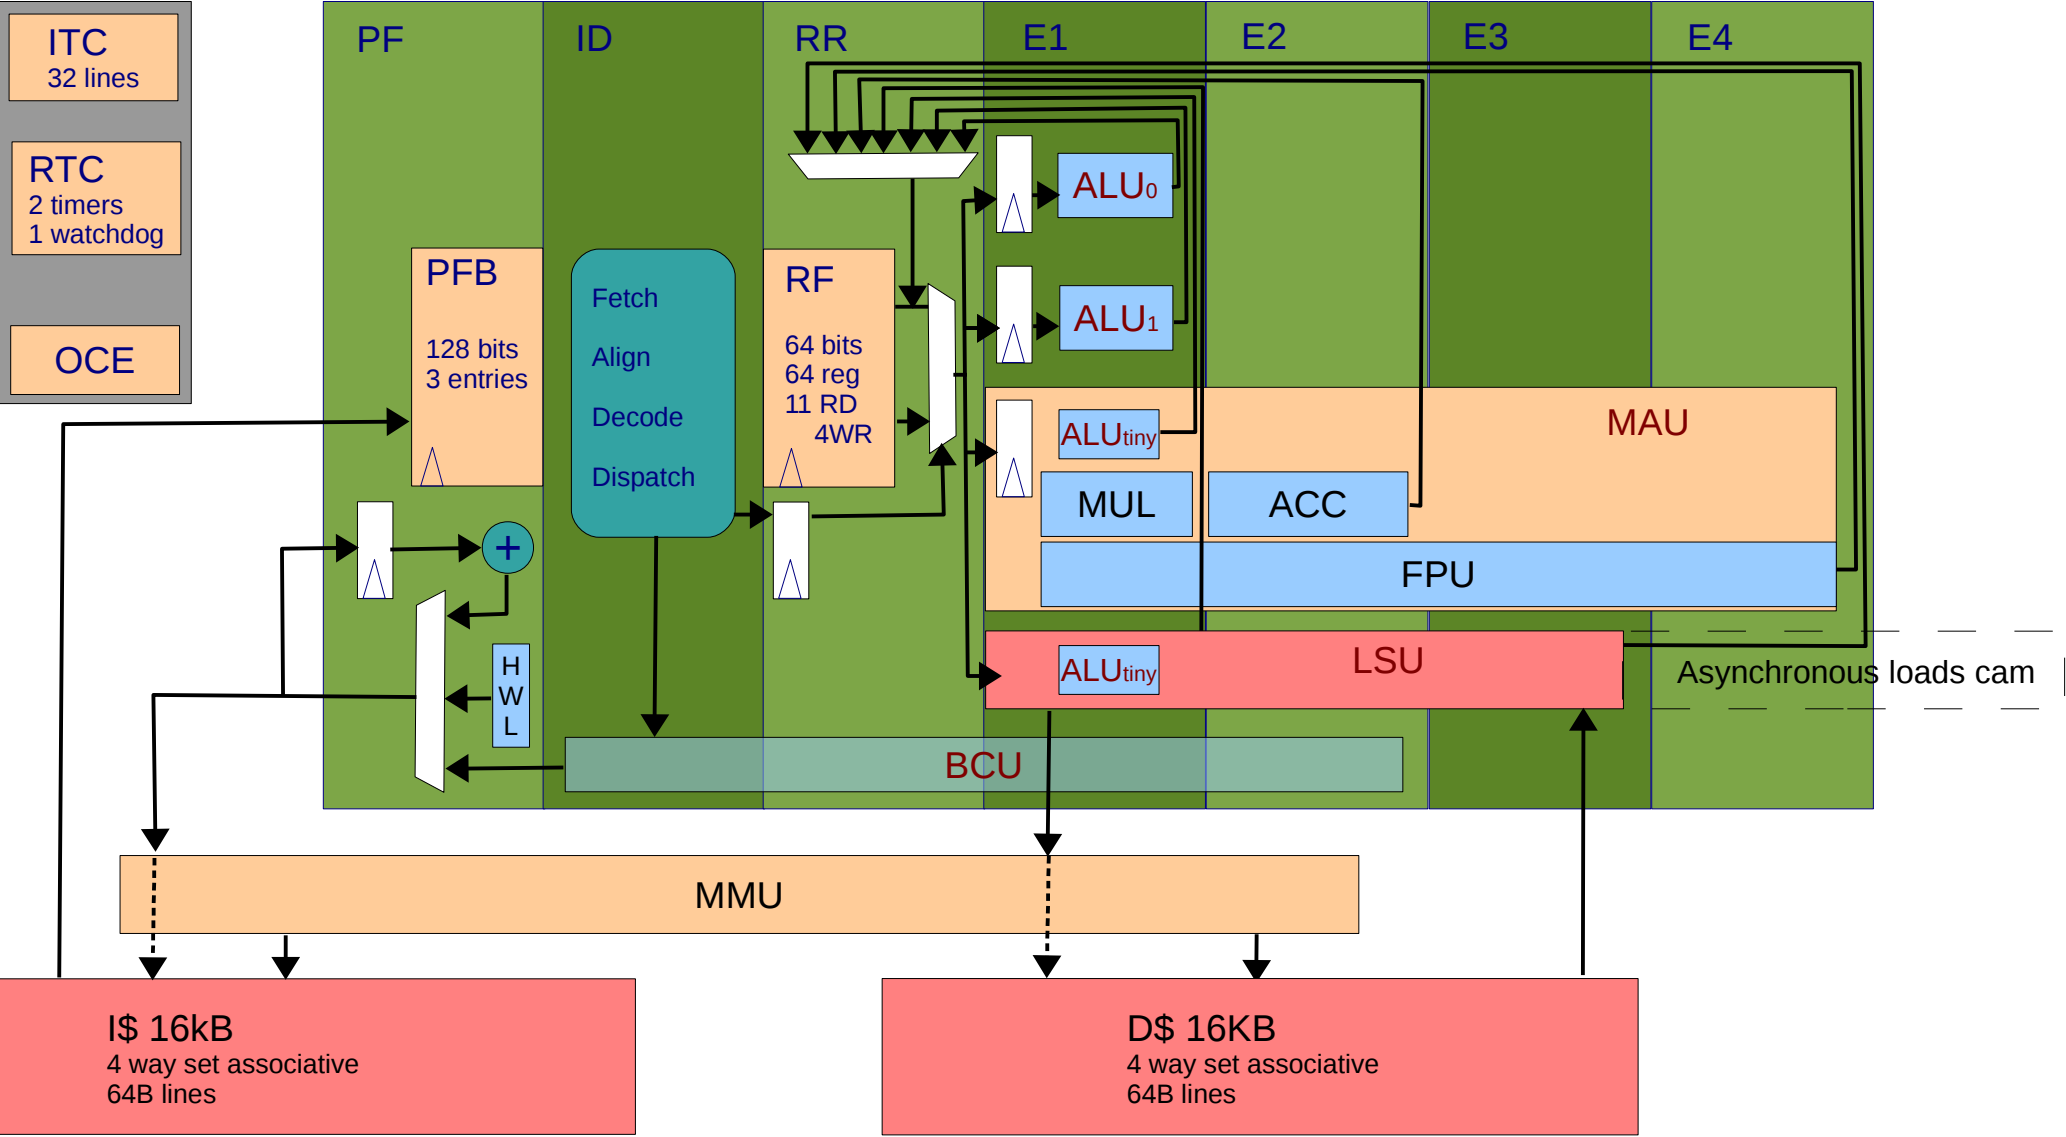 ITC
32 lines
RTC
2 timers
1 watchdog
OCE
PF
ID
RR
E1
E2
E3
E4
PFB
128 bits
3 entries
Fetch
Align
Decode
Dispatch
RF
64 bits
64 reg
11 RD
4WR
ALU0
ALU1
MAU
ALUtiny
MUL
ACC
FPU
+
H
W
L
ALUtiny
LSU
Asynchronous loads cam
BCU
MMU
I$ 16kB
4 way set associative
64B lines
D$ 16KB
4 way set associative
64B lines